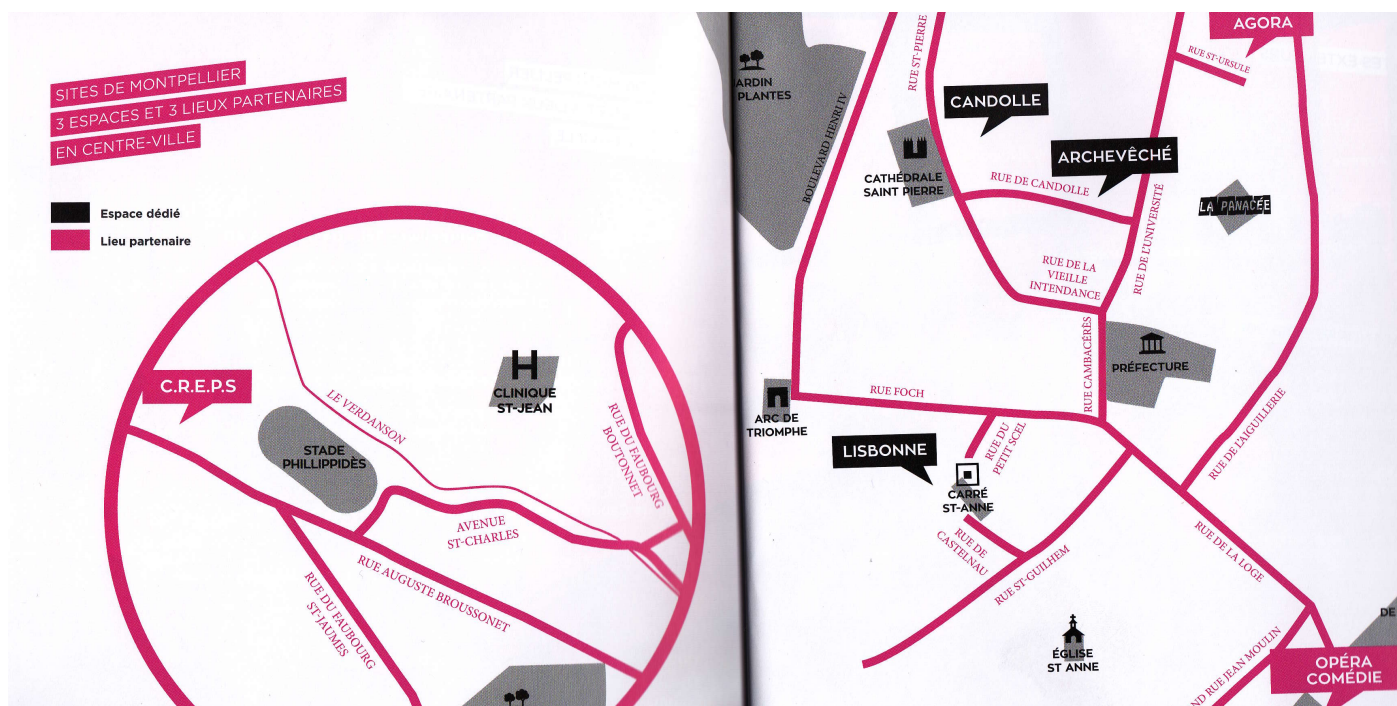 SITES DE MONTPELLIER
3 ESPACES ET 3 LIEUX PARTENAIRES
EN CENTRE-VILLE
Espace dédié
Lieu partenaire
C.R.E.P.S
LE VERDANSON
STADE
PHILLIPPIDÈS
H
CLINIQUE
ST-JEAN
RUE DU FAUBOURG
BOUTONNET
AVENUE
ST-CHARLES
RUE AUGUSTE BROUSSONET
RUE DU FAUBOURG
ST-JAUMES
ARDIN
PLANTES
BOULEVARD HENRI IV
RUE ST-PIERRE
CANDOLLE
CATHÉDRALE
SAINT PIERRE
RUE DE CANDOLLE
ARCHEVÊCHÉ
AGORA
RUE ST-URSULE
LA PANACÉE
RUE DE L'UNIVERSITÉ
RUE DE LA
VIEILLE
INTENDANCE
RUE CAMBACÉRÈS
PRÉFECTURE
ARC DE
TRIOMPHE
RUE FOCH
LISBONNE
RUE DU
PETIT SCEL
CARRÉ
ST-ANNE
RUE DE
CASTELNAU
RUE ST-GUILHEM
RUE DE L'AIGUILLERIE
RUE DE LA LOGE
ÉGLISE
ST ANNE
ND RUE JEAN MOULIN
DE
OPÉRA
COMÉDIE